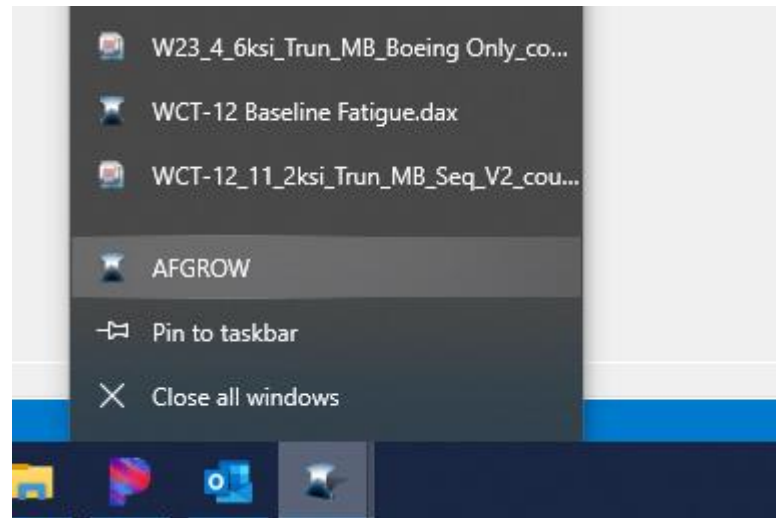 W23_4_6ksi_Trun_MB_Boeing Only_co...
WCT-12 Baseline Fatigue.dax
WCT-12_11_2ksi_Trun_MB_Seq_V2_cou...
AFGROW
Pin to taskbar
Close all windows